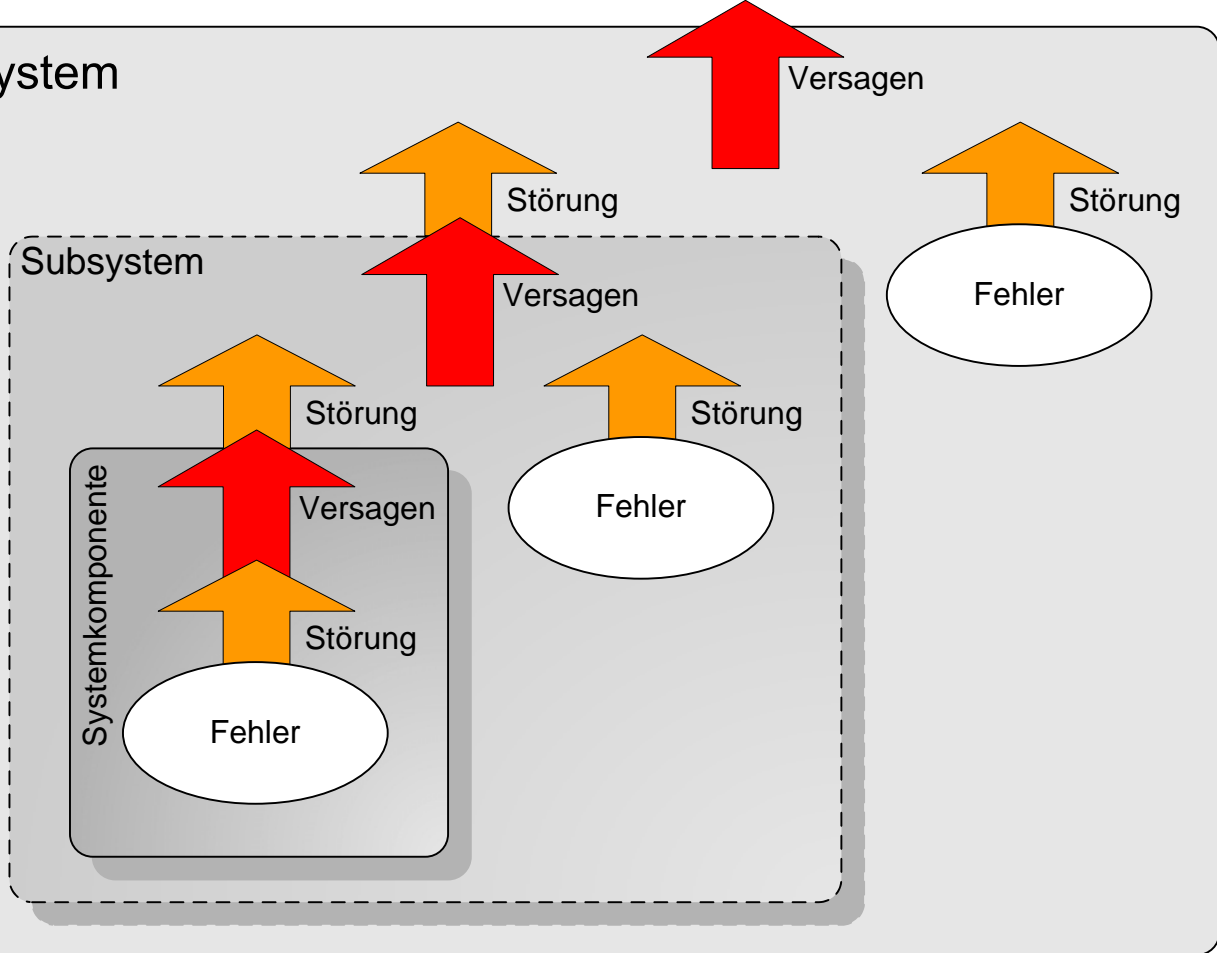 ystem
Versagen
Störung
Störung
Subsystem
Fehler
Versagen
Störung
Störung
Systemkomponente
Versagen
Fehler
Störung
Fehler